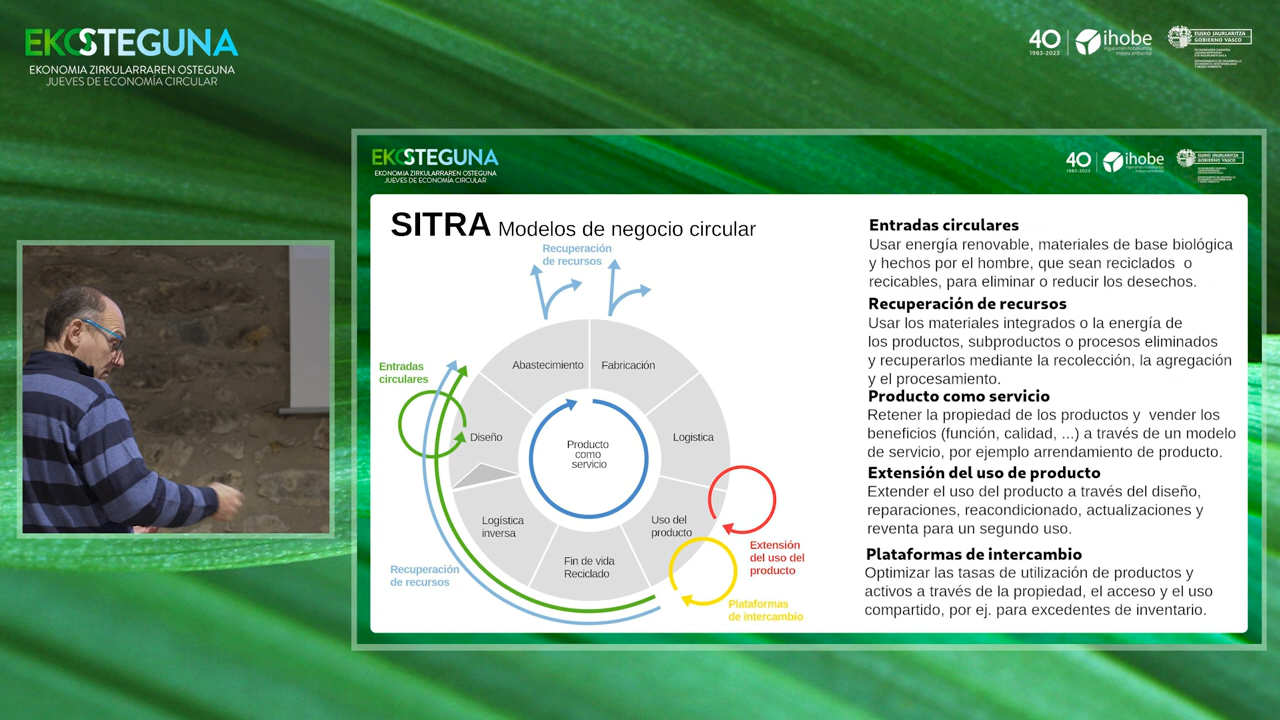 EKOSTEGUNA
EKONOMIA ZIRKULARRAREN OSTEGUNA
JUEVES DE ECONOMÍA CIRCULAR
40
1983-2023
ihobe
EUSKO JAURLARITZA
GOBIERNO VASCO
EKOSTEGUNA
EKONOMIA ZIRKULARRAREN OSTEGUNA
JUEVES DE ECONOMÍA CIRCULAR
40
1983-2023
ihobe
EUSKO JAURLARITZA
GOBIERNO VASCO
SITRA Modelos de negocio circular
Recuperación
de recursos
Abastecimiento
Fabricación
Entradas
circulares
Diseño
Logistica
Producto
como
servicio
Logística
inversa
Uso del
producto
Fin de vida
Reciclado
Extensión
del uso del
producto
Recuperación
de recursos
Plataformas
de intercambio
Entradas circulares
Usar energía renovable, materiales de base biológica
y hechos por el hombre, que sean reciclados o
recicables, para eliminar o reducir los desechos.
Recuperación de recursos
Usar los materiales integrados o la energía de
los productos, subproductos o procesos eliminados
y recuperarlos mediante la recolección, la agregación
y el procesamiento.
Producto como servicio
Retener la propiedad de los productos y vender los
beneficios (función, calidad, ...) a través de un modelo
de servicio, por ejemplo arrendamiento de producto.
Extensión del uso de producto
Extender el uso del producto a través del diseño,
reparaciones, reacondicionado, actualizaciones y
reventa para un segundo uso.
Plataformas de intercambio
Optimizar las tasas de utilización de productos y
activos a través de la propiedad, el acceso y el uso
compartido, por ej. para excedentes de inventario.